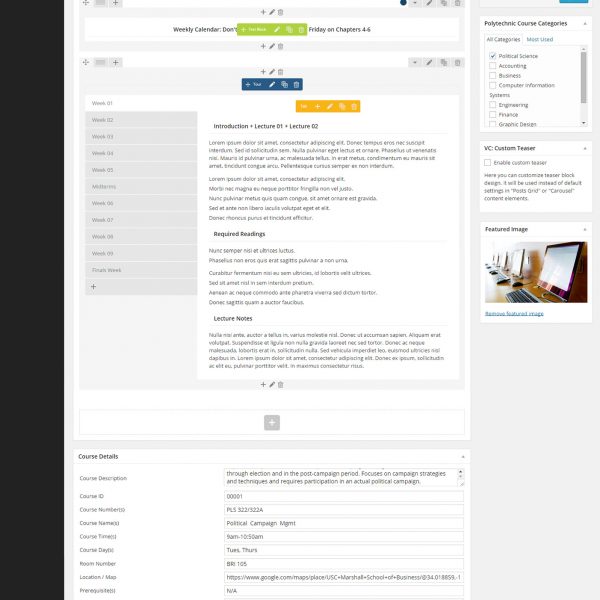 Weekly Calendar: Don't
Text Block
Friday on Chapters 4-6
Tour
Week 01
Week 02
Week 03
Week 04
Week 05
Midterms
Week 06
Week 07
Week 08
Week 09
Finals Week
Tab
Introduction + Lecture 01 + Lecture 02
Lorem ipsum dolor sit amet, consectetur adipiscing elit. Donec tempus eros nec suscipit
interdum. Sed id sollicitudin sem. Nulla eget lectus et ornare. Phasellus ut venenatis
nisi. Mauris id pulvinar urna, ac malesuada tellus. In erat metus, condimentum eu mauris sit
amet, tincidunt congue arcu. Pellentesque cursus semper ex non interdum.
Lorem ipsum dolor sit amet, consectetur adipiscing elit.
Morbi nec magna eu neque porttitor fringilla non vel justo.
Nunc pulvinar metus quis quam congue, sit amet ornare est gravida.
Sed et ante non libero iaculis volutpat eget et elit.
Donec rhoncus purus et tincidunt efficitur.
Required Readings
Nunc semper nisi et ultrices luctus.
Phasellus non eros quis erat sagittis pulvinar a non urna.
Curabitur fermentum nisi eu sem ultricies, id lobortis velit ultrices.
Sed sit amet nisl in sem interdum pretium.
Aenean ac neque commodo ante pharetra viverra sed dictum tortor.
Donec sagittis quam a auctor faucibus.
Lecture Notes
Nulla nisi ante, auctor a tellus in, varius molestie nisl. Donec ut accumsan sapien. Aliquam erat
volutpat. Suspendisse et ligula non nulla gravida laoreet nec sed tortor. Donec ac neque
malesuada, lobortis erat in, sollicitudin nulla. Sed vehicula imperdiet leo, euismod ultricies nisl
dapibus in. Lorem ipsum dolor sit amet, consectetur adipiscing elit. Duis ex justo, sollicitudin
ac elit eu, pulvinar porttitor velit. In maximus consectetur risus.
Course Details
Course Description
through election and in the post-campaign period. Focuses on campaign strategies
and techniques and requires participation in an actual political campaign.
Course ID
00001
Course Number(s)
PLS 322/322A
Course Name(s)
Political Campaign Mgmt
Course Time(s)
9am-10:50am
Course Day(s)
Tues, Thurs
Room Number
BRI 105
Location / Map
https://www.google.com/maps/place/USC+Marshall+School+of+Business/@34.018859,-1
Prerequisite(s)
N/A
Polytechnic Course Categories
All Categories
Most Used
Political Science
Accounting
Business
Computer Information
Systems
Engineering
Finance
Graphic Design
VC: Custom Teaser
Enable custom teaser
Here you can customize teaser block
design. It will be used instead of default
settings in "Posts Grid" or "Carousel"
content elements.
Featured Image
Remove featured image